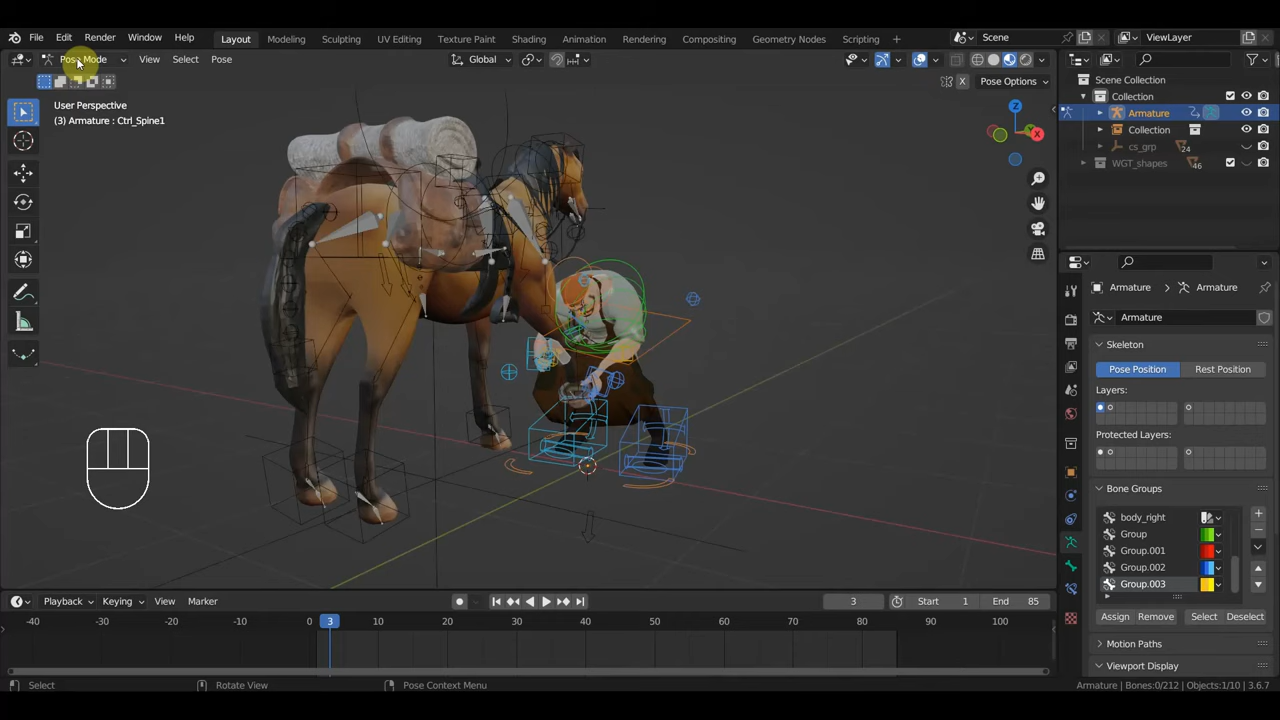 File Edit Render Window Help Layout Modeling Sculpting UV Editing Texture Paint Shading Animation Rendering Compositing Geometry Nodes Scripting Scene ViewLayer
Pose Mode View Select Pose Global
X Pose Options
User Perspective
(3) Armature : Ctrl_Spine1
Z
X
Scene Collection
Collection
Armature
Collection
cs_grp 24
WGT_shapes 46
Armature > Armature
Armature
Skeleton
Pose Position Rest Position
Layers:
Protected Layers:
Bone Groups
body_right
Group
Group.001
Group.002
Group.003
Assign Remove Select Deselect
Motion Paths
Viewport Display
Playback Keying View Marker 3 Start 1 End 85
-40 -30 -20 -10 0 3 10 20 30 40 50 60 70 80 90 100
Select Rotate View Pose Context Menu Armature | Bones:0/212 | Objects:1/10 | 3.6.7